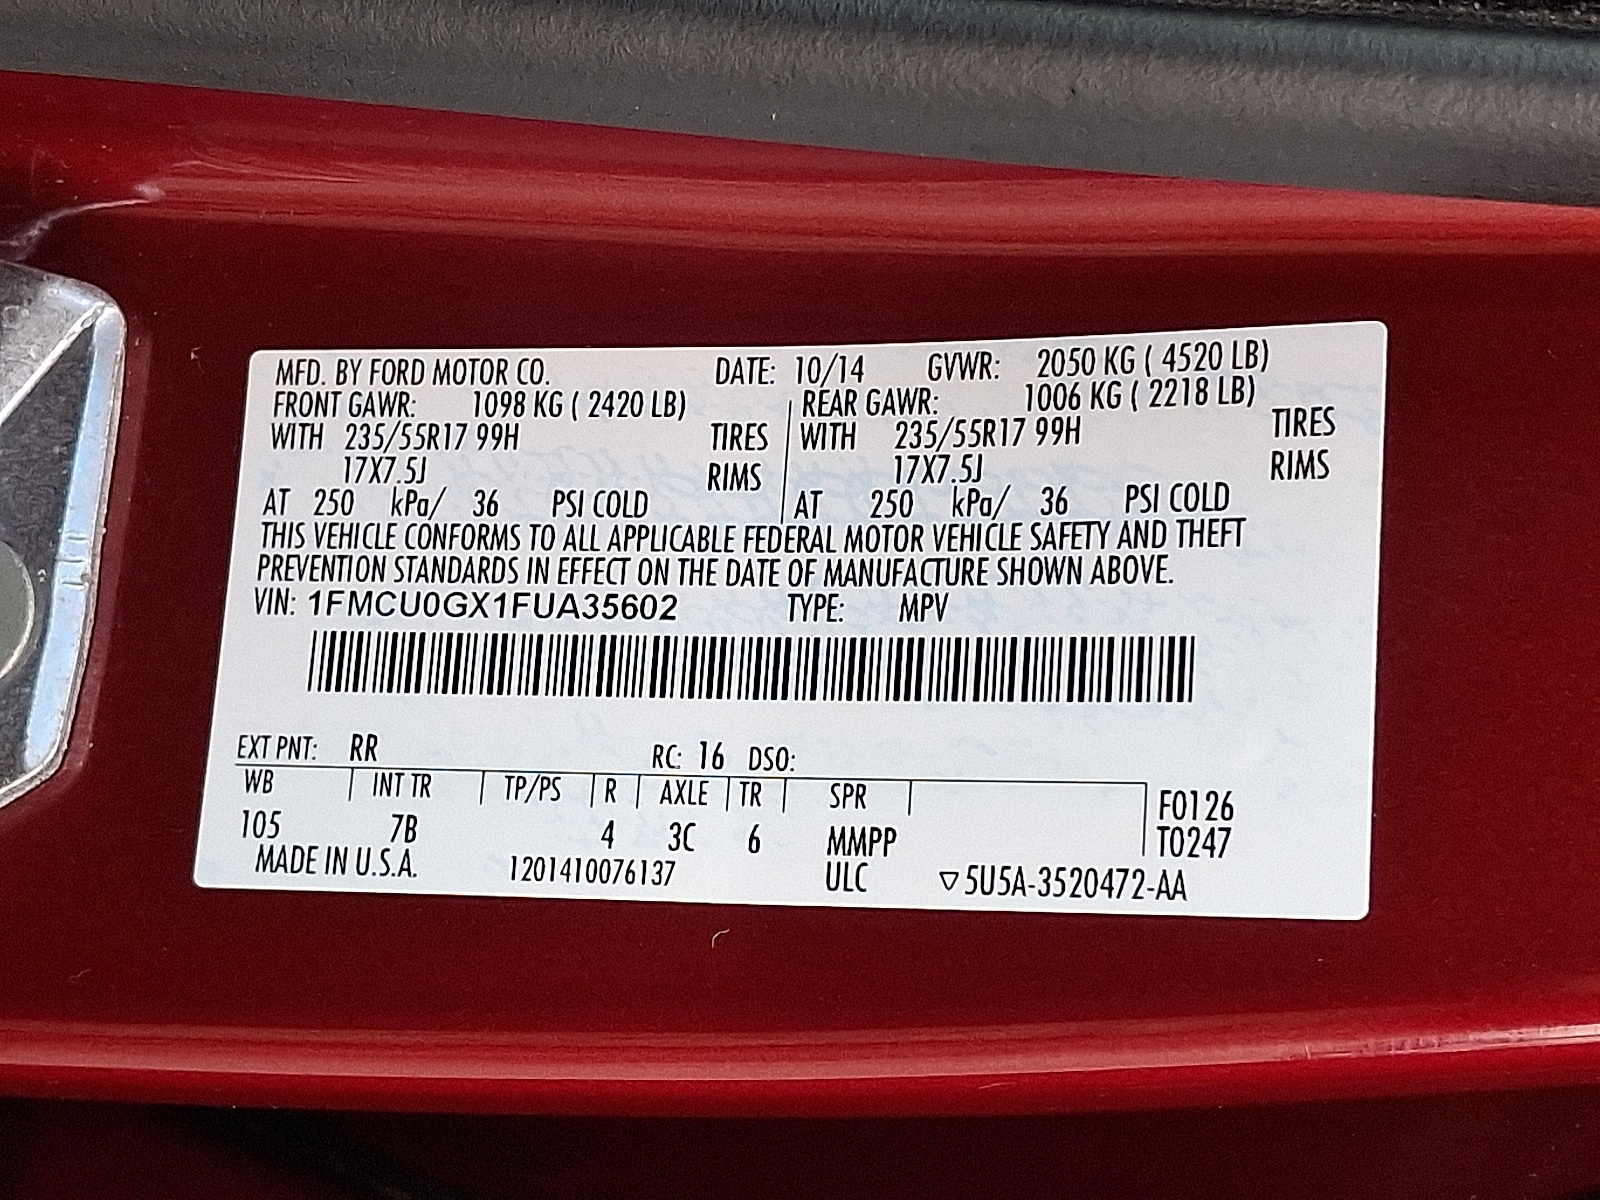 MFD. BY FORD MOTOR CO. DATE: 10/14 GVWR: 2050 KG ( 4520 LB)
FRONT GAWR: 1098 KG ( 2420 LB) REAR GAWR: 1006 KG ( 2218 LB)
WITH 235/55R17 99H TIRES WITH 235/55R17 99H TIRES
17X7.5J RIMS 17X7.5J RIMS
AT 250 kPa/ 36 PSI COLD AT 250 kPa/ 36 PSI COLD
THIS VEHICLE CONFORMS TO ALL APPLICABLE FEDERAL MOTOR VEHICLE SAFETY AND THEFT
PREVENTION STANDARDS IN EFFECT ON THE DATE OF MANUFACTURE SHOWN ABOVE.
VIN: 1FMCU0GX1FUA35602 TYPE: MPV
EXT PNT: RR RC: 16 DSO:
WB INT TR TP/PS R AXLE TR SPR F0126
105 7B 4 3C 6 MMPP T0247
MADE IN U.S.A. 1201410076137 ULC ▽5U5A-3520472-AA